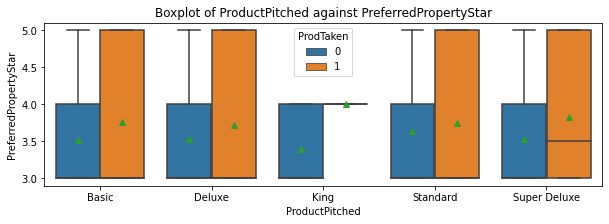 Boxplot of ProductPitched against PreferredPropertyStar
5.0
4.5
4.0
3.5
3.0
PreferredPropertyStar
ProdTaken
0
1
Basic
Deluxe
King
Standard
Super Deluxe
ProductPitched